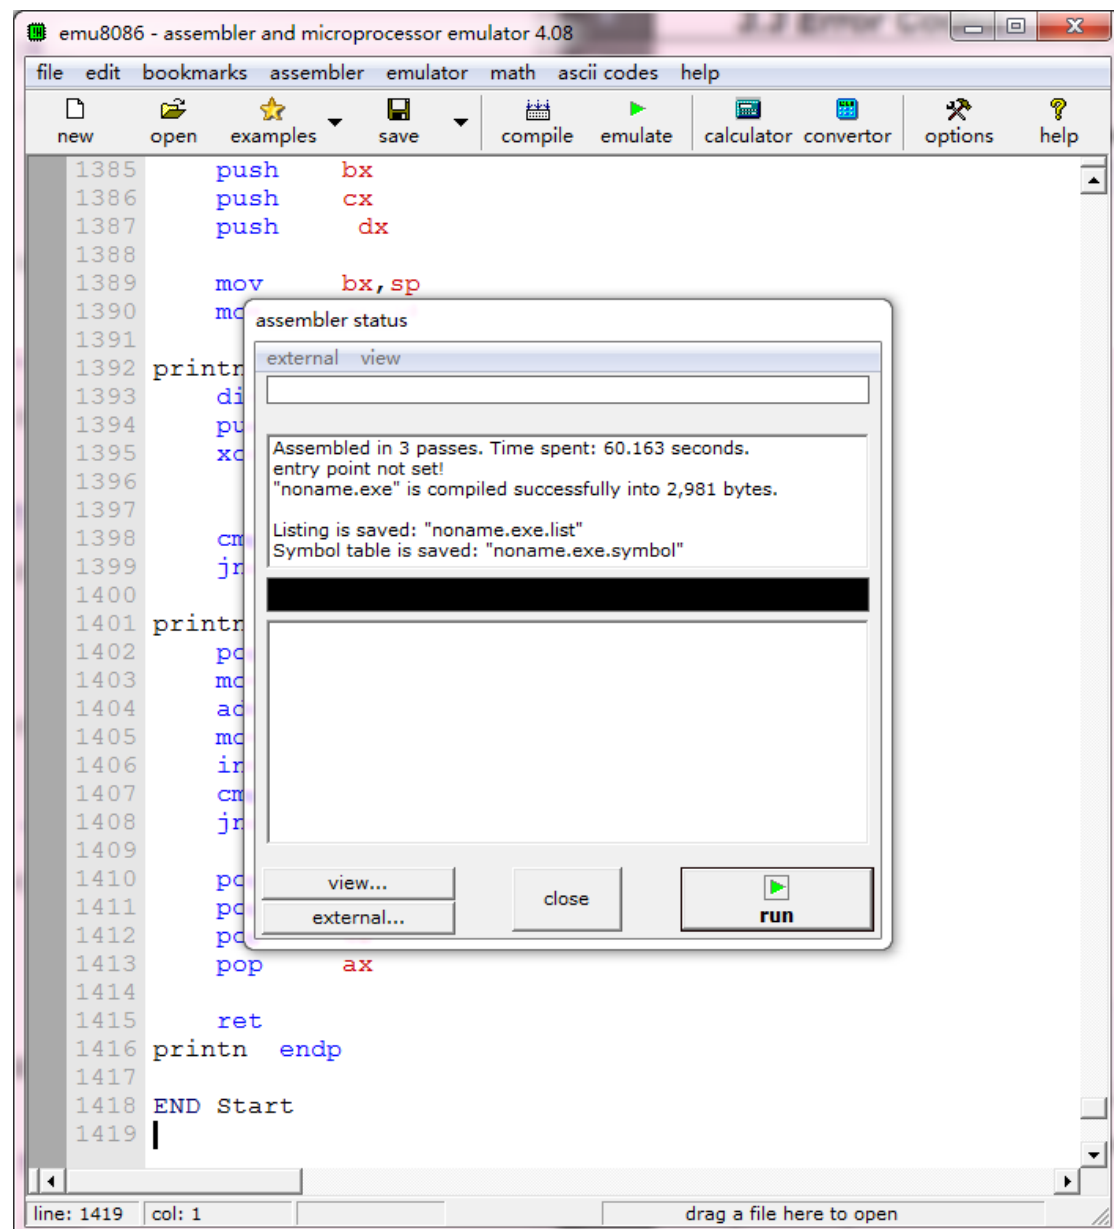 emu8086 - assembler and microprocessor emulator 4.08
file edit bookmarks assembler emulator math ascii codes help
new open examples save compile emulate calculator convertor options help
1385 push bx
1386 push cx
1387 push dx
1388
1389 mov bx,sp
1390
1391
1392
1393
1394
1395
1396
1397
1398
1399
1400
1401
1402
1403
1404
1405
1406
1407
1408
1409
1410
1411
1412
1413 pop ax
1414
1415 ret
1416 printn endp
1417
1418 END Start
1419
assembler status
external view
Assembled in 3 passes. Time spent: 60.163 seconds.
entry point not set!
"noname.exe" is compiled successfully into 2,981 bytes.
Listing is saved: "noname.exe.list"
Symbol table is saved: "noname.exe.symbol"
view...
external...
close
run
line: 1419 col: 1 drag a file here to open